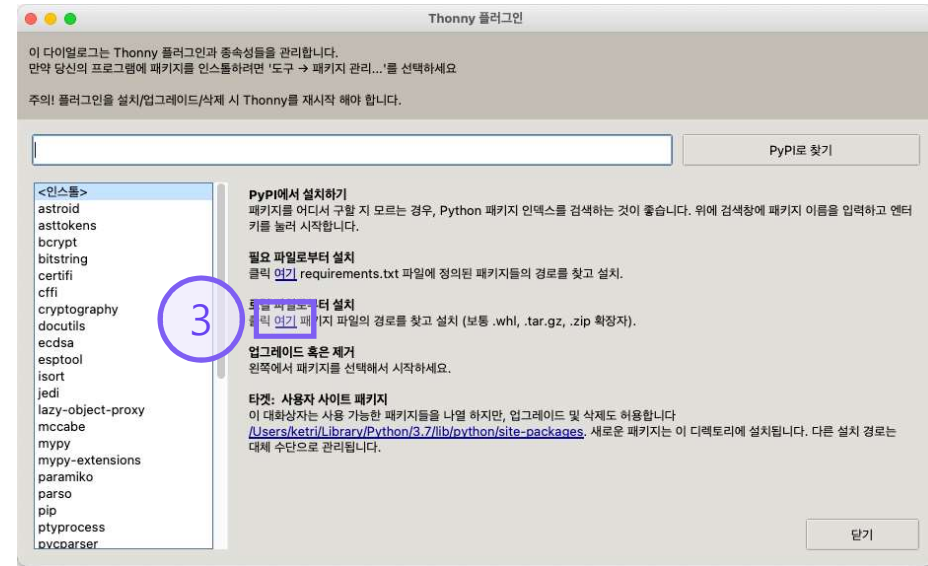 Thonny 플러그인
이 다이얼로그는 Thonny 플러그인과 종속성들을 관리합니다.
만약 당신의 프로그램에 패키지를 인스톨하려면 '도구 → 패키지 관리...'를 선택하세요
주의! 플러그인을 설치/업그레이드/삭제 시 Thonny를 재시작 해야 합니다.
PyPI로 찾기
<인스톨>
astroid
asttokens
bcrypt
bitstring
certifi
cffi
cryptography
docutils
ecdsa
esptool
isort
jedi
lazy-object-proxy
mccabe
mypy
mypy-extensions
paramiko
parso
pip
ptyprocess
pycparser
PyPI에서 설치하기
패키지를 어디서 구할 지 모르는 경우, Python 패키지 인덱스를 검색하는 것이 좋습니다. 위에 검색창에 패키지 이름을 입력하고 엔터
키를 눌러 시작합니다.
필요 파일로부터 설치
클릭 여기 requirements.txt 파일에 정의된 패키지들의 경로를 찾고 설치.
3
로컬 파일로부터 설치
클릭 여기 패키지 파일의 경로를 찾고 설치 (보통 .whl, .tar.gz, .zip 확장자).
업그레이드 혹은 제거
왼쪽에서 패키지를 선택해서 시작하세요.
타겟: 사용자 사이트 패키지
이 대화상자는 사용 가능한 패키지들을 나열 하지만, 업그레이드 및 삭제도 허용합니다
/Users/ketri/Library/Python/3.7/lib/python/site-packages. 새로운 패키지는 이 디렉토리에 설치됩니다. 다른 설치 경로는
대체 수단으로 관리됩니다.
닫기